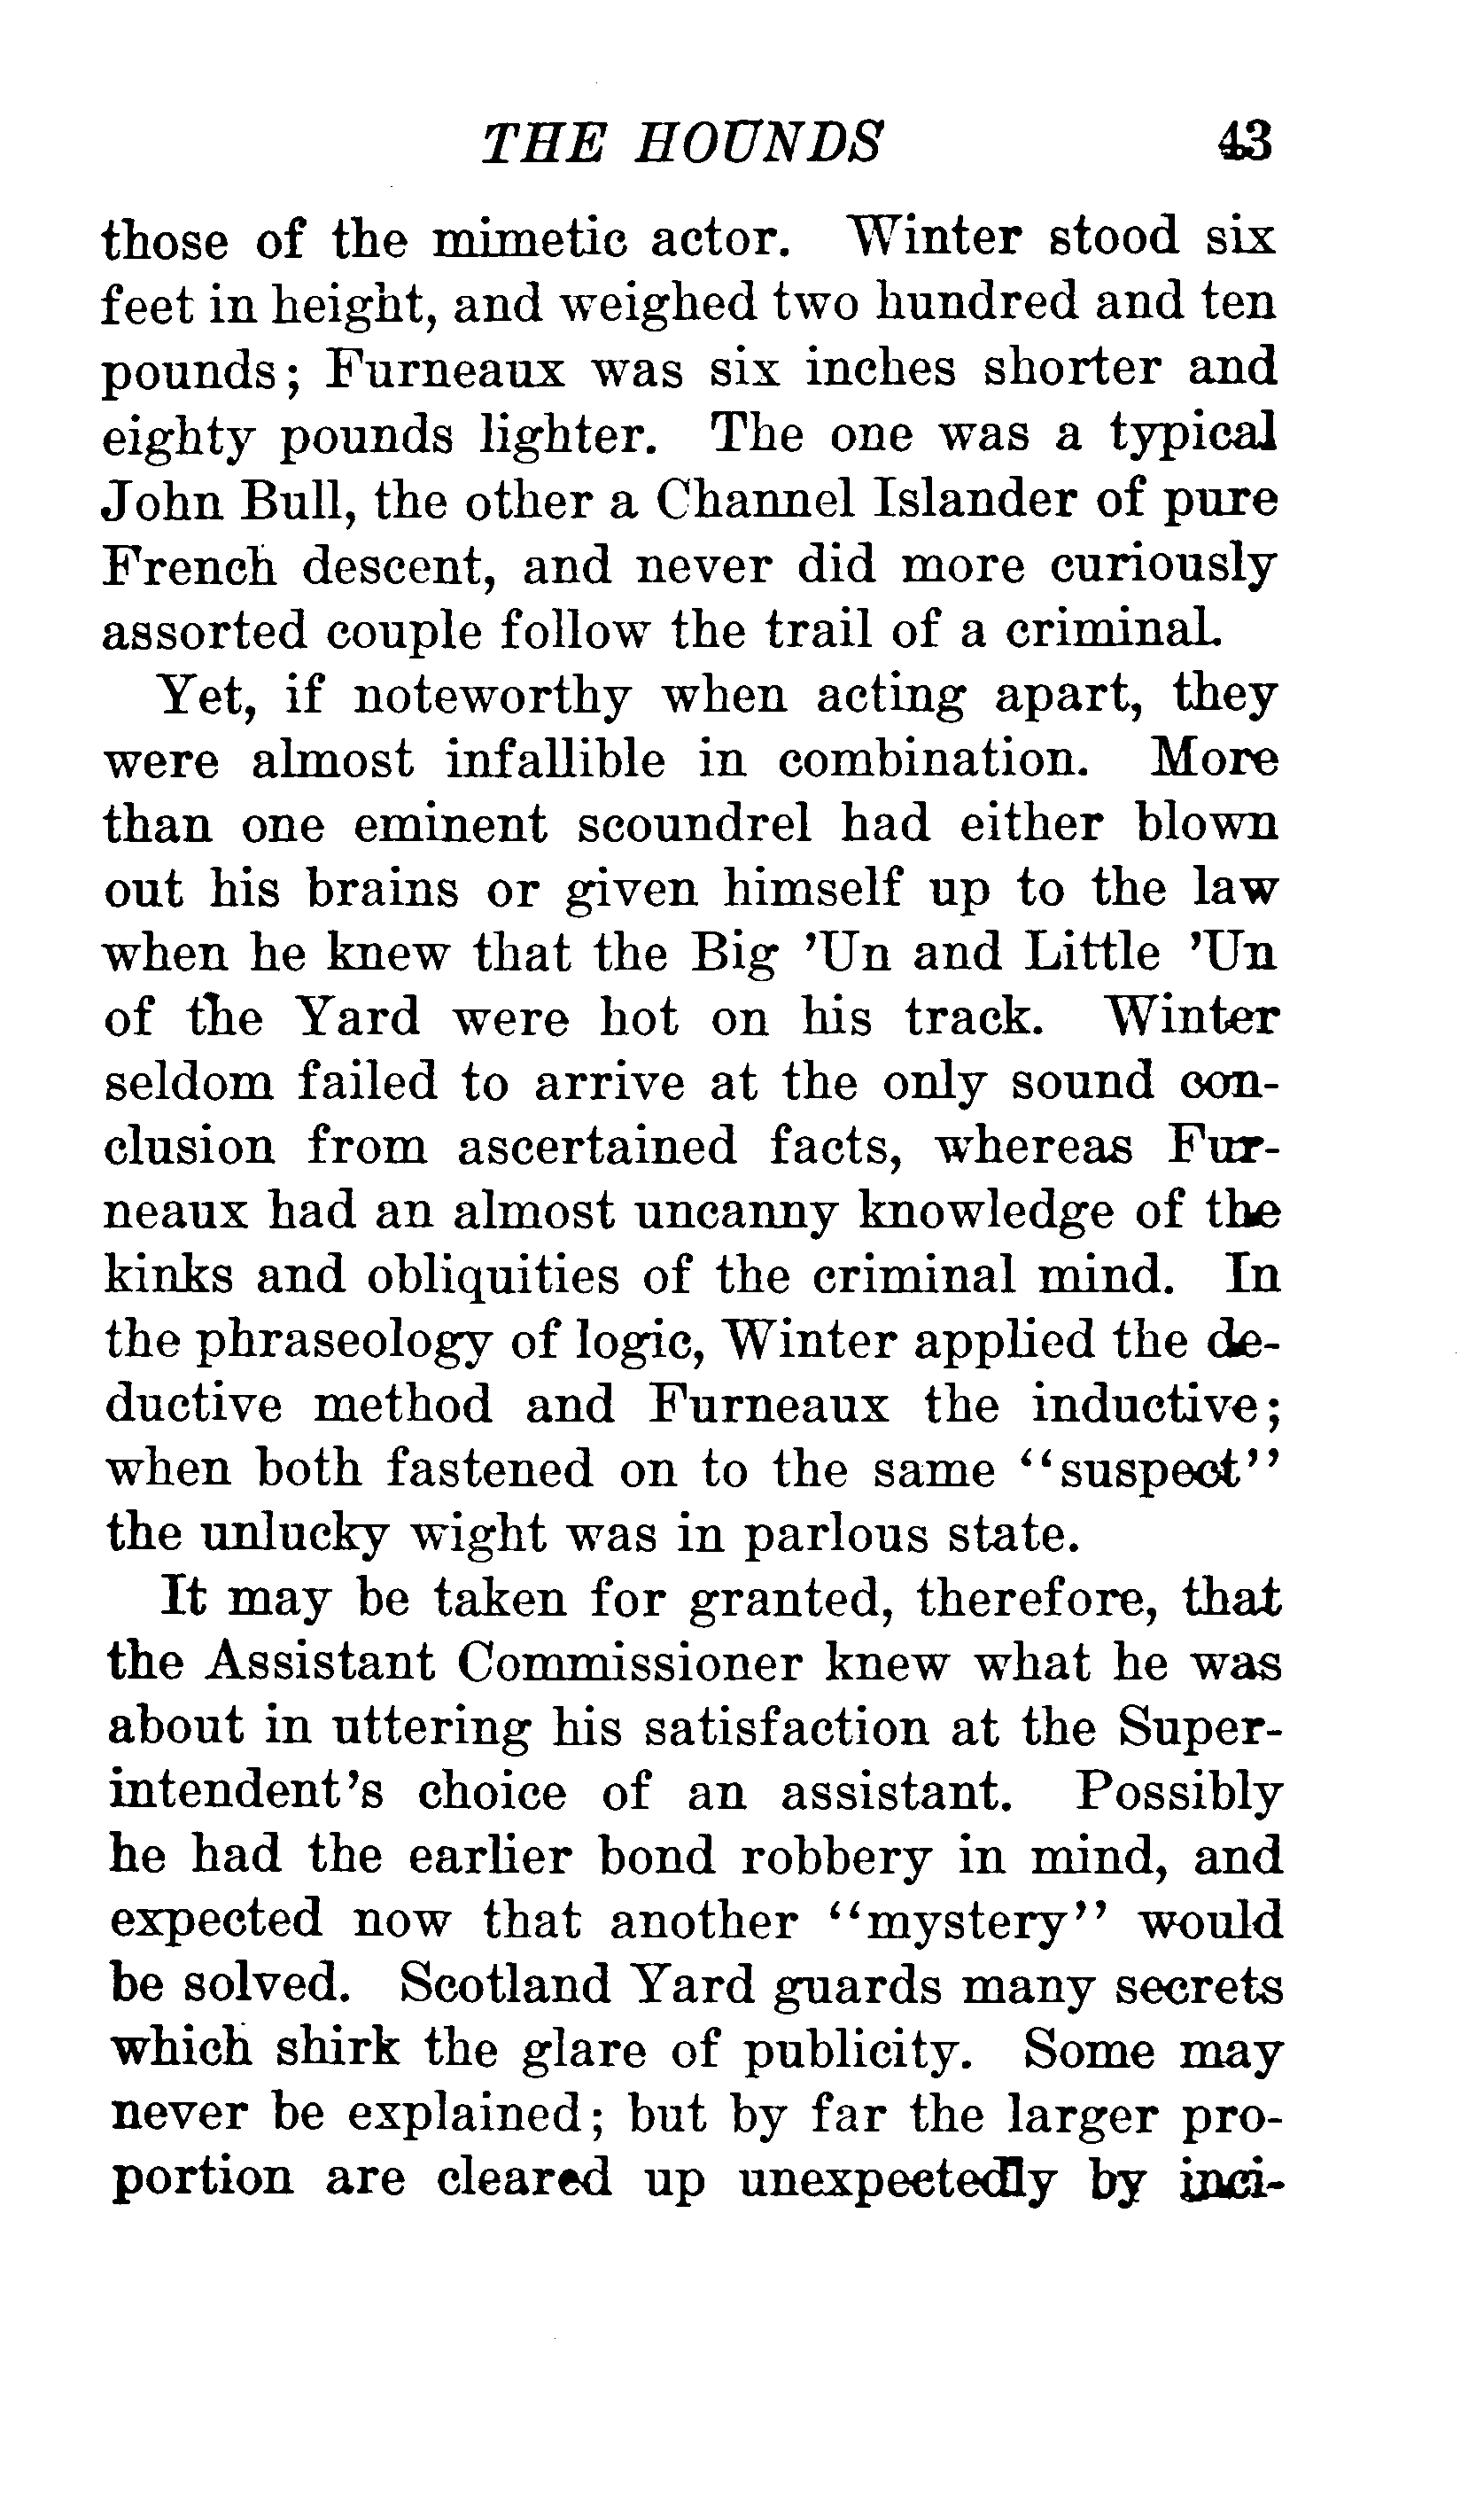 THE HOUNDS 43
those of the mimetic actor. Winter stood six
feet in height, and weighed two hundred and ten
pounds; Furneaux was six inches shorter and
eighty pounds lighter. The one was a typical
John Bull, the other a Channel Islander of pure
French descent, and never did more curiously
assorted couple follow the trail of a criminal.
Yet, if noteworthy when acting apart, they
were almost infallible in combination. More
than one eminent scoundrel had either blown
out his brains or given himself up to the law
when he knew that the Big 'Un and Little 'Un
of the Yard were hot on his track. Winter
seldom failed to arrive at the only sound con-
clusion from ascertained facts, whereas Fur-
neaux had an almost uncanny knowledge of the
kinks and obliquities of the criminal mind. In
the phraseology of logic, Winter applied the de-
ductive method and Furneaux the inductive;
when both fastened on to the same "suspect"
the unlucky wight was in parlous state.
It may be taken for granted, therefore, that
the Assistant Commissioner knew what he was
about in uttering his satisfaction at the Super-
intendent's choice of an assistant. Possibly
he had the earlier bond robbery in mind, and
expected now that another "mystery" would
be solved. Scotland Yard guards many secrets
which shirk the glare of publicity. Some may
never be explained; but by far the larger pro-
portion are cleared up unexpectedly by inci-